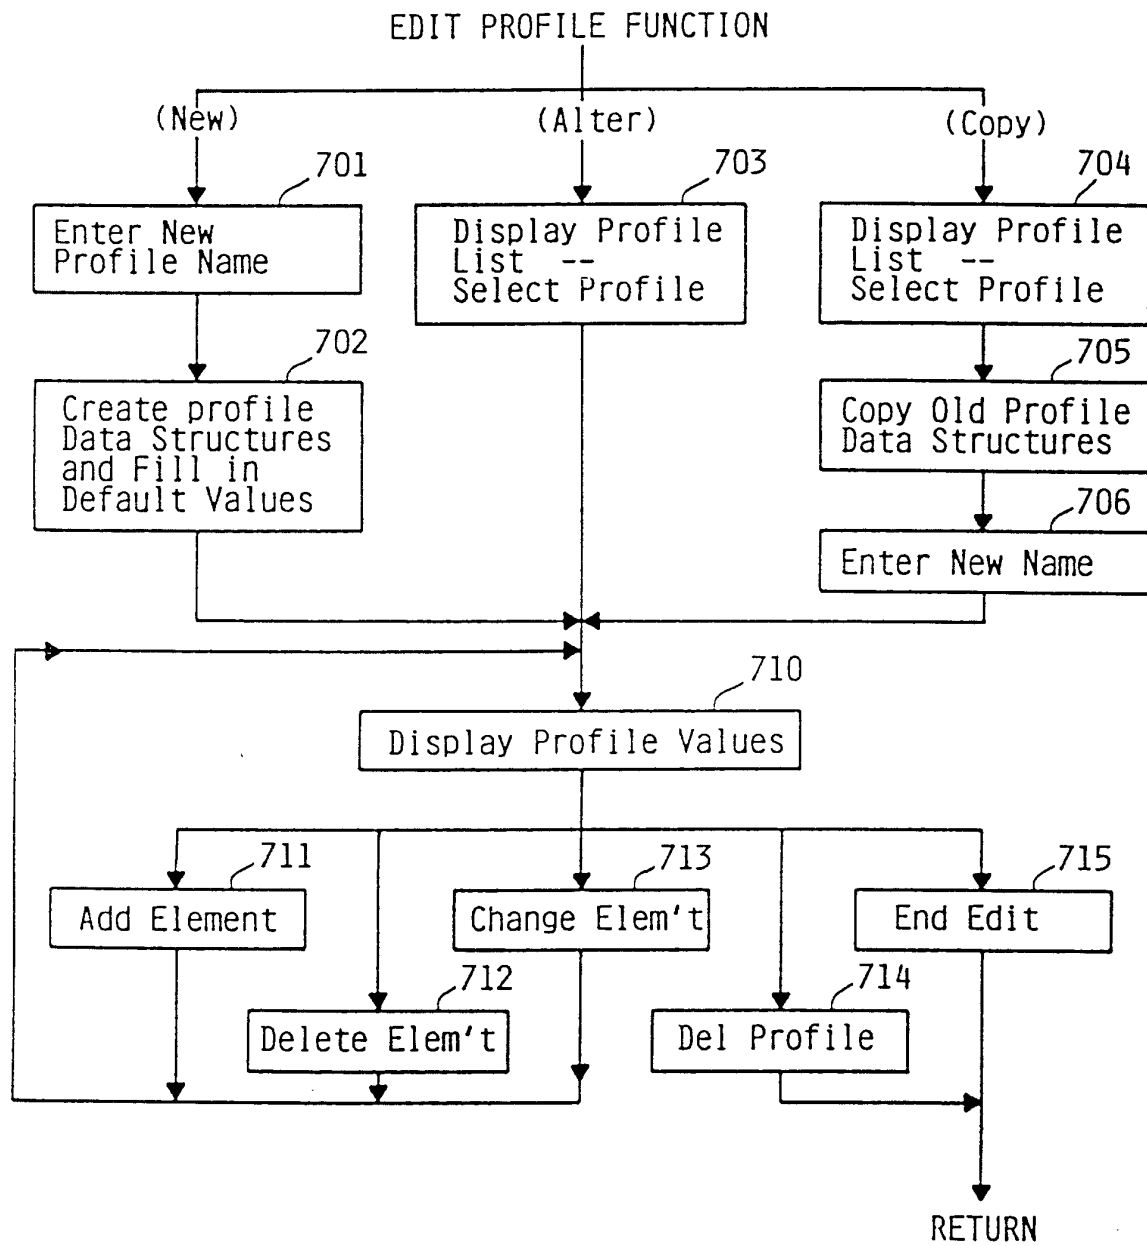 EDIT PROFILE FUNCTION
(New)
(Alter)
(Copy)
701
Enter New
Profile Name
703
Display Profile
List --
Select Profile
704
Display Profile
List --
Select Profile
702
Create profile
Data Structures
and Fill in
Default Values
705
Copy Old Profile
Data Structures
706
Enter New Name
710
Display Profile Values
711
Add Element
713
Change Elem't
715
End Edit
712
Delete Elem't
714
Del Profile
RETURN